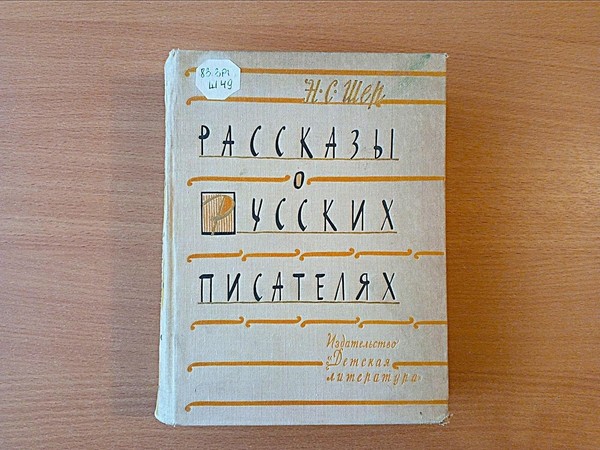 83.3Р1
Ш49
Н·С·Шер
РАССКАЗЫ
О
РУССКИХ
ПИСАТЕЛЯХ
Издательство
«Детская
литература»